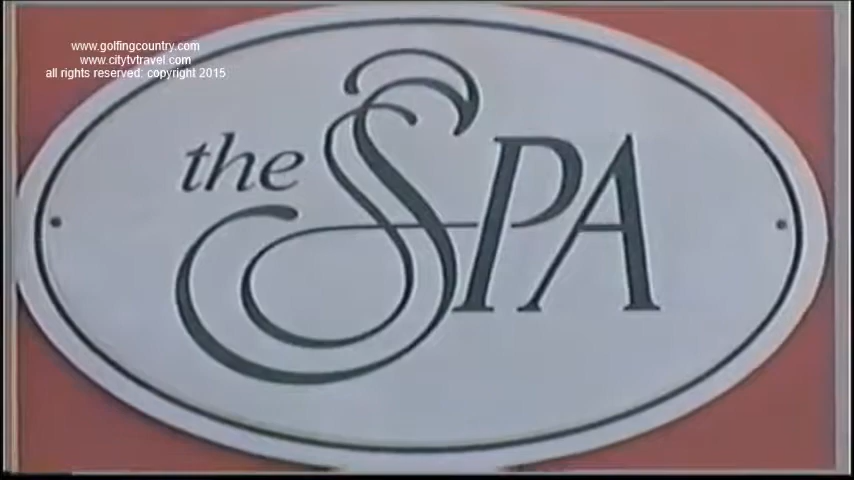 www.golfingcountry.com
www.citytvtravel.com
all rights reserved: copyright 2015
the SPA